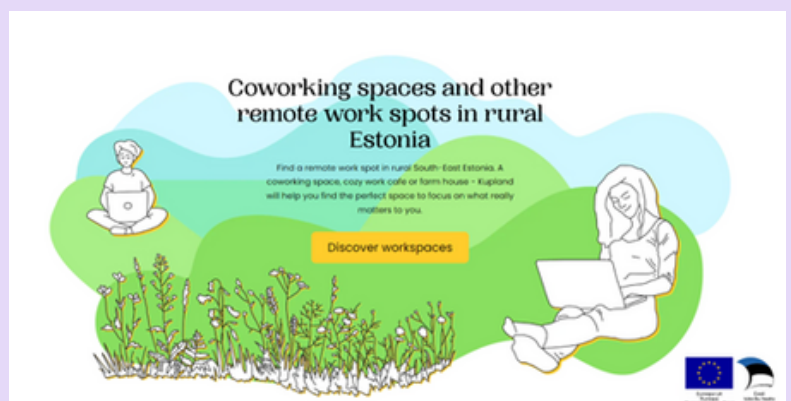 Coworking spaces and other
remote work spots in rural
Estonia
Find a remote work spot in rural South-East Estonia. A
coworking space, cozy work cafe or farm house - Kupland
will help you find the perfect space to focus on what really
matters to you.
Discover workspaces